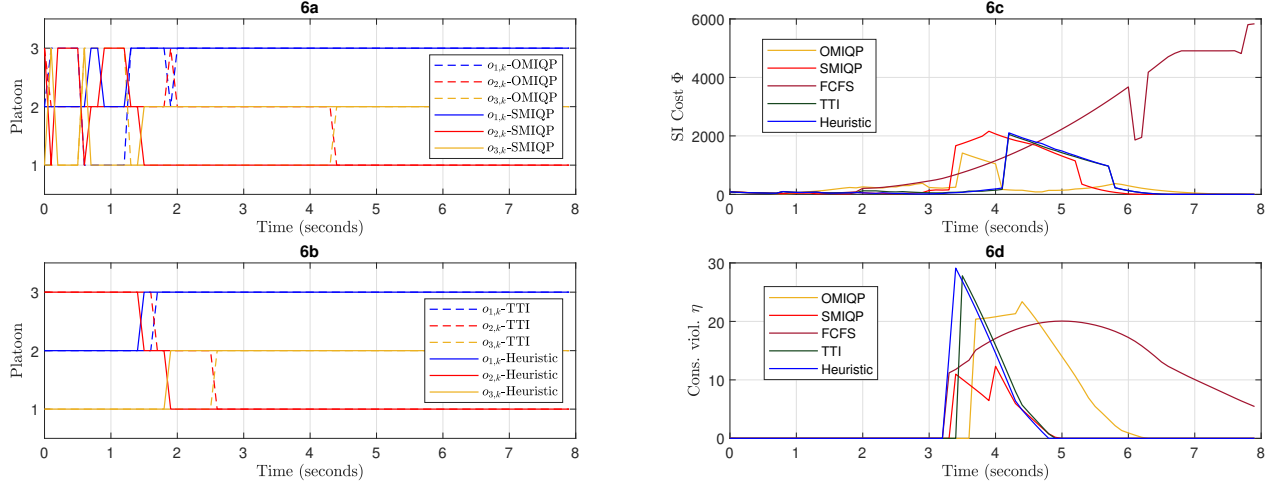 6a
Platoon
3
2
1
o1,k-OMIQP
o2,k-OMIQP
o3,k-OMIQP
o1,k-SMIQP
o2,k-SMIQP
o3,k-SMIQP
0 1 2 3 4 5 6 7 8
Time (seconds)
6b
Platoon
3
2
1
o1,k-TTI
o2,k-TTI
o3,k-TTI
o1,k-Heuristic
o2,k-Heuristic
o3,k-Heuristic
0 1 2 3 4 5 6 7 8
Time (seconds)
6c
SI Cost Φ
6000
4000
2000
0
OMIQP
SMIQP
FCFS
TTI
Heuristic
0 1 2 3 4 5 6 7 8
Time (seconds)
6d
Cons. viol. η
30
20
10
0
OMIQP
SMIQP
FCFS
TTI
Heuristic
0 1 2 3 4 5 6 7 8
Time (seconds)